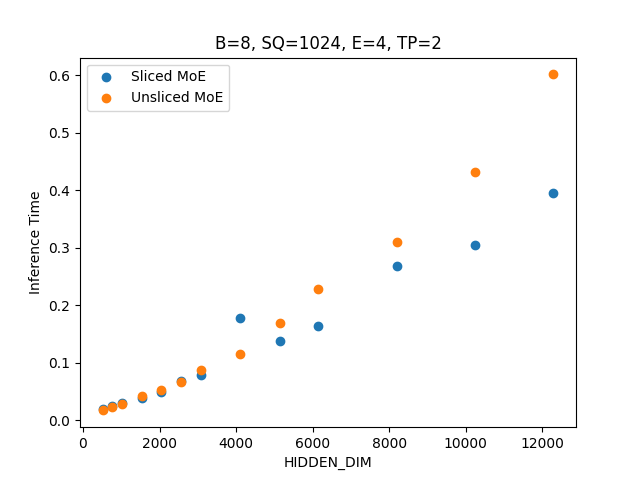 B=8, SQ=1024, E=4, TP=2
Sliced MoE
Unsliced MoE
Inference Time
0.6
0.5
0.4
0.3
0.2
0.1
0.0
0 2000 4000 6000 8000 10000 12000
HIDDEN_DIM